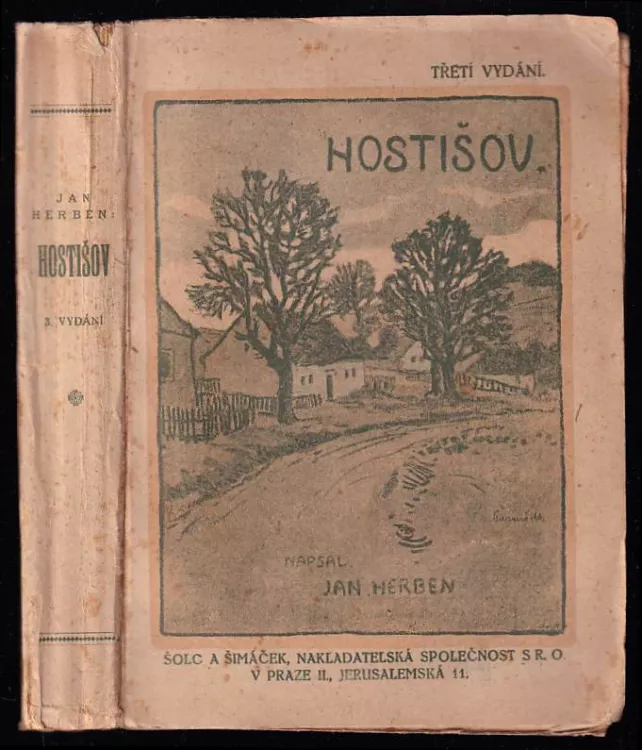 JAN
HERBEN:
HOSTIŠOV
3. VYDÁNÍ
TŘETÍ VYDÁNÍ.
HOSTIŠOV.
NAPSAL
JAN HERBEN
ŠOLC A ŠIMÁČEK, NAKLADATELSKÁ SPOLEČNOST S R. O.
V PRAZE II., JERUSALEMSKÁ 11.